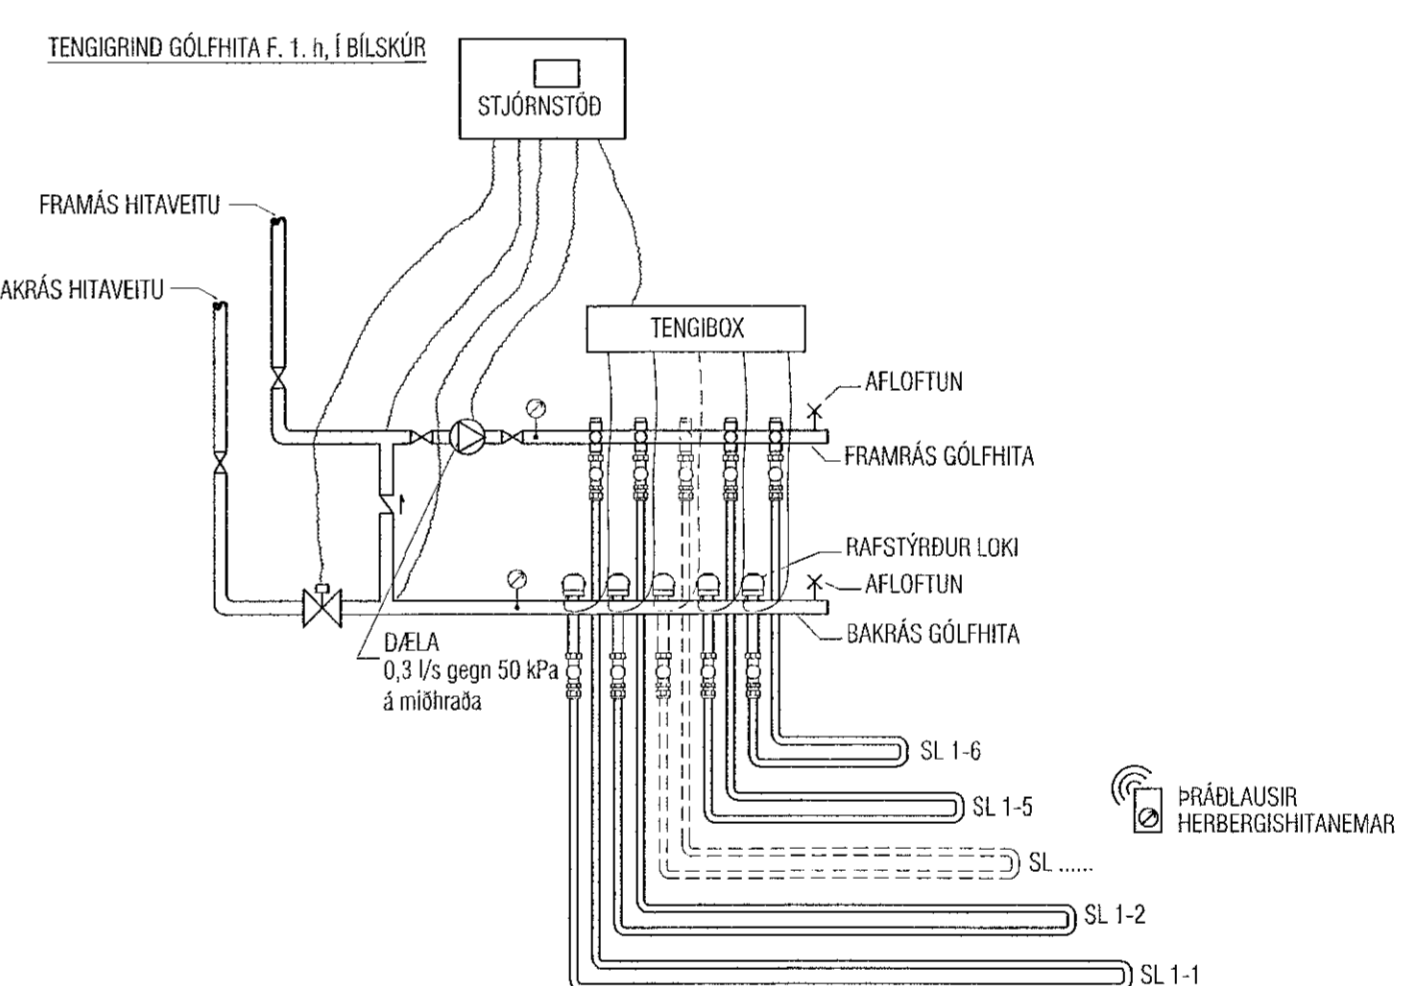 TENGIGRIND GÓLFHITA F. 1. h, Í BÍLSKÚR
STJÓRNSTÖÐ
FRAMÁS HITAVEITU
AKRÁS HITAVEITU
TENGIBOX
AFLOFTUN
FRAMRÁS GÓLFHITA
RAFSTÝRÐUR LOKI
AFLOFTUN
BAKRÁS GÓLFHITA
DÆLA
0,3 l/s gegn 50 kPa
á miðhraða
SL 1-6
SL 1-5
ÞRÁÐLAUSIR
HERBERGISHITANEMAR
SL ......
SL 1-2
SL 1-1